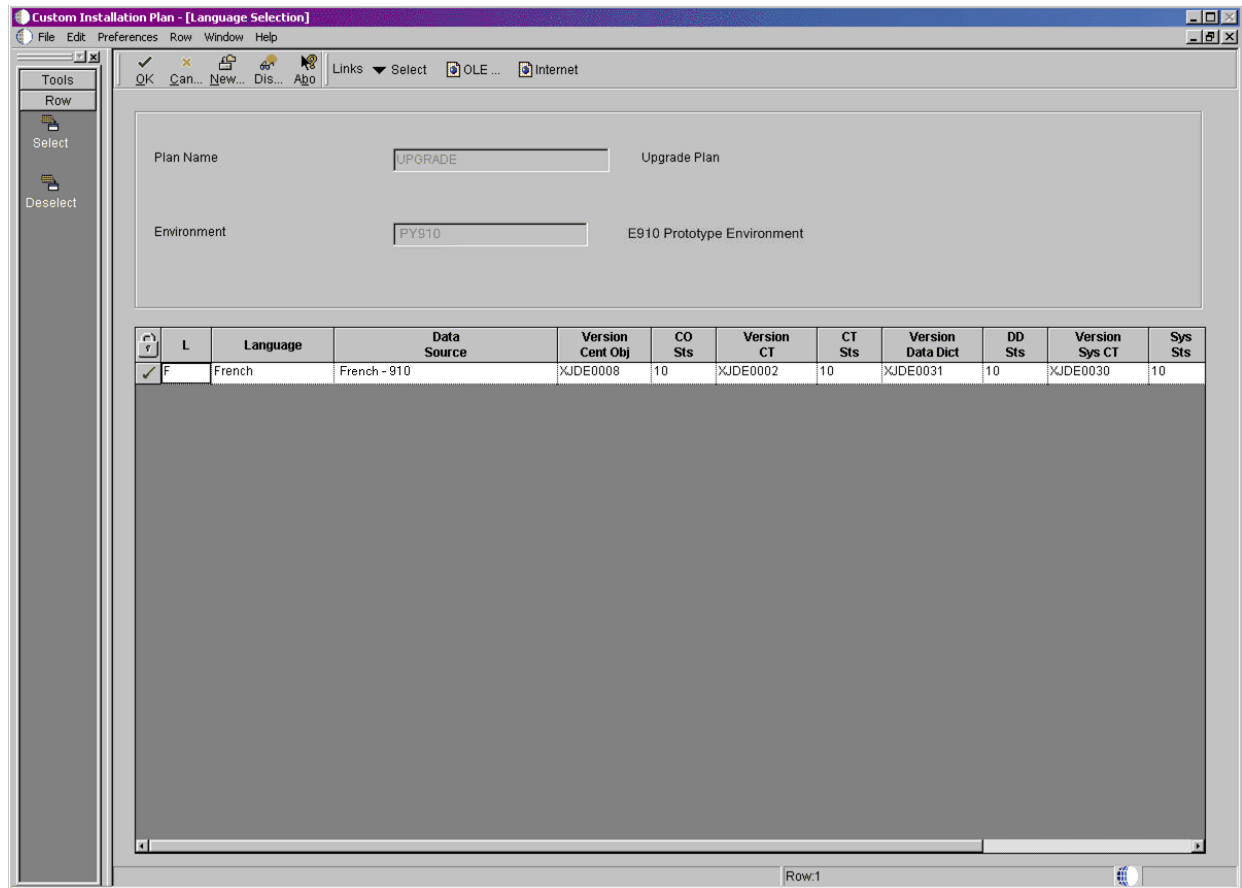 Custom Installation Plan - [Language Selection]
File Edit Preferences Row Window Help
OK Can... New... Dis... Abo Links Select OLE ... Internet
Tools
Row
Select
Deselect
Plan Name UPGRADE Upgrade Plan
Environment PY910 E910 Prototype Environment
L Language Data Source Version Cent Obj CO Sts Version CT CT Sts Version Data Dict DD Sts Version Sys CT Sys Sts
F French French - 910 XJDE0008 10 XJDE0002 10 XJDE0031 10 XJDE0030 10
Row:1